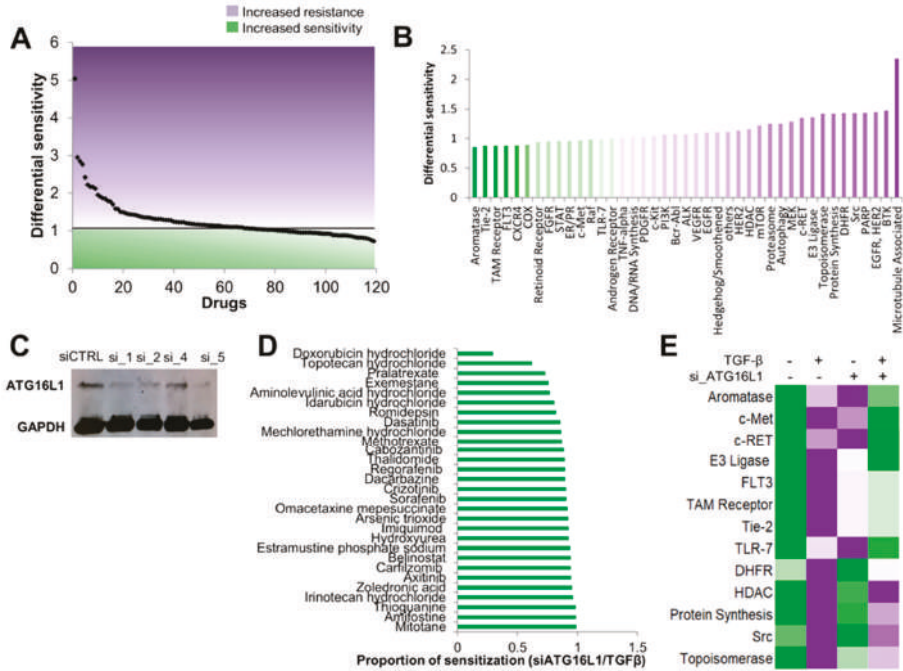 Increased resistance
Increased sensitivity
A
Differential sensitivity
6
5
4
3
2
1
0
0 20 40 60 80 100 120
Drugs
B
Differential sensitivity
2.5
2
1.5
1
0.5
0
Aromatase
Tie-2
TAM Receptor
FLT3
CXCR4
COX
Retinoid Receptor
FGFR
STAT
ER/PR
c-Met
Raf
TLR-7
Androgen Receptor
TNF-alpha
DNA/RNA Synthesis
PDGFR
c-Kit
PI3K
Bcr-Abl
ALK
VEGFR
EGFR
Hedgehog/Smoothened
others
HER2
HDAC
mTOR
Proteasome
Autophagy
MEK
c-RET
E3 Ligase
Topoisomerase
Protein Synthesis
DHFR
Src
PARP
EGFR, HER2
BTK
Microtubule Associated
C
siCTRL si_1 si_2 si_4 si_5
ATG16L1
GAPDH
D
Doxorubicin hydrochloride
Topotecan hydrochloride
Pralatrexate
Exemestane
Aminolevulinic acid hydrochloride
Idarubicin hydrochloride
Romidepsin
Dasatinib
Mechlorethamine hydrochloride
Methotrexate
Cabozantinib
Thalidomide
Regorafenib
Dacarbazine
Crizotinib
Sorafenib
Omacetaxine mepesuccinate
Arsenic trioxide
Imiquimod
Hydroxyurea
Estramustine phosphate sodium
Belinostat
Carfilzomib
Axitinib
Zoledronic acid
Irinotecan hydrochloride
Thioguanine
Amifostine
Mitotane
0 0.5 1 1.5
Proportion of sensitization (siATG16L1/TGFβ)
E
TGF-β - + - +
si_ATG16L1 - - + +
Aromatase
c-Met
c-RET
E3 Ligase
FLT3
TAM Receptor
Tie-2
TLR-7
DHFR
HDAC
Protein Synthesis
Src
Topoisomerase